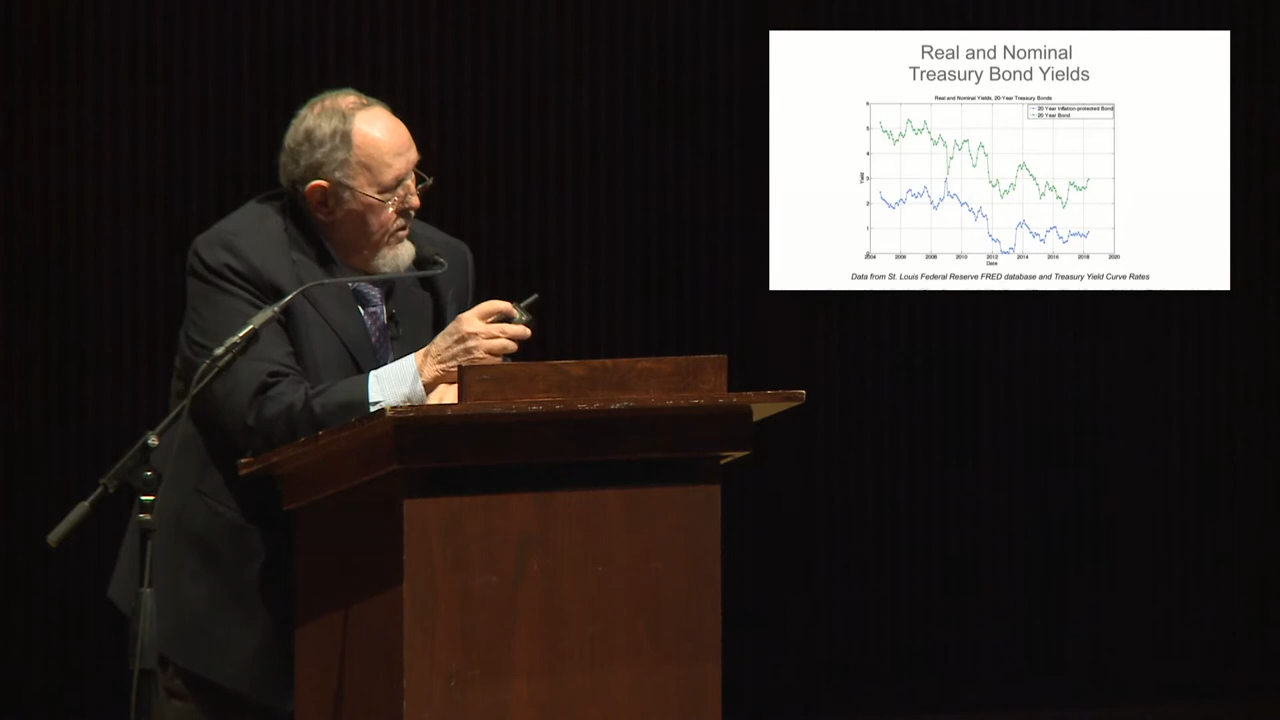 Real and Nominal
Treasury Bond Yields
Real and Nominal Yields, 20-Year Treasury Bonds
20 Year Inflation-protected Bond
20 Year Bond
6
5
4
3
2
1
Yield
2004 2006 2008 2010 2012 2014 2016 2018 2020
Date
Data from St. Louis Federal Reserve FRED database and Treasury Yield Curve Rates